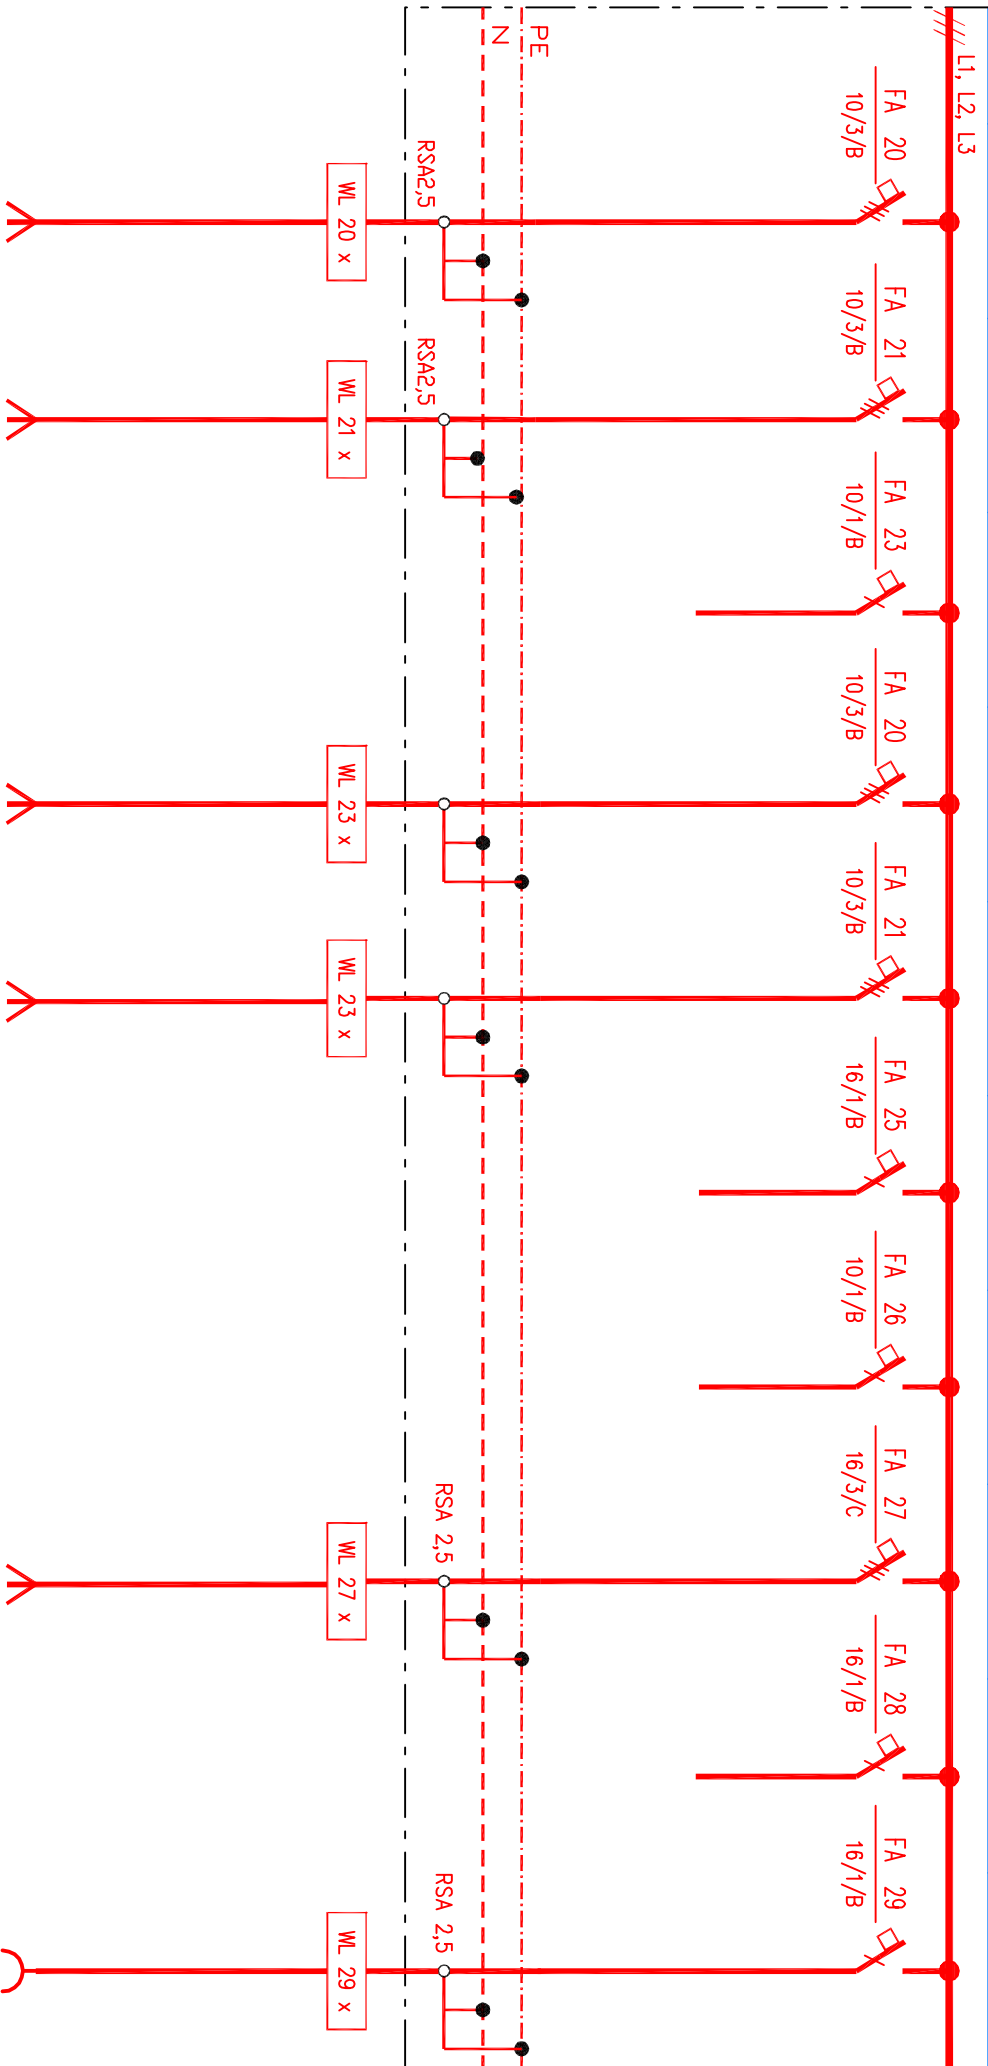 L1, L2, L3
FA 20
10/3/B
FA 21
10/3/B
FA 23
10/1/B
FA 20
10/3/B
FA 21
10/3/B
FA 25
16/1/B
FA 26
10/1/B
FA 27
16/3/C
FA 28
16/1/B
FA 29
16/1/B
PE
N
RSA2,5
RSA2,5
RSA 2,5
RSA 2,5
WL 20 x
WL 21 x
WL 23 x
WL 23 x
WL 27 x
WL 29 x